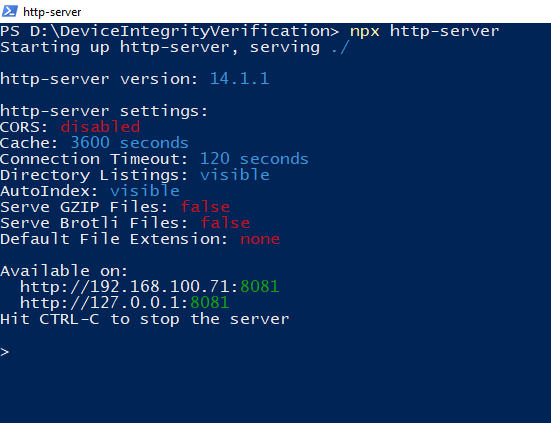 http-server
PS D:\DeviceIntegrityVerification> npx http-server
Starting up http-server, serving ./
http-server version: 14.1.1
http-server settings:
CORS: disabled
Cache: 3600 seconds
Connection Timeout: 120 seconds
Directory Listings: visible
AutoIndex: visible
Serve GZIP Files: false
Serve Brotli Files: false
Default File Extension: none
Available on:
  http://192.168.100.71:8081
  http://127.0.0.1:8081
Hit CTRL-C to stop the server
>